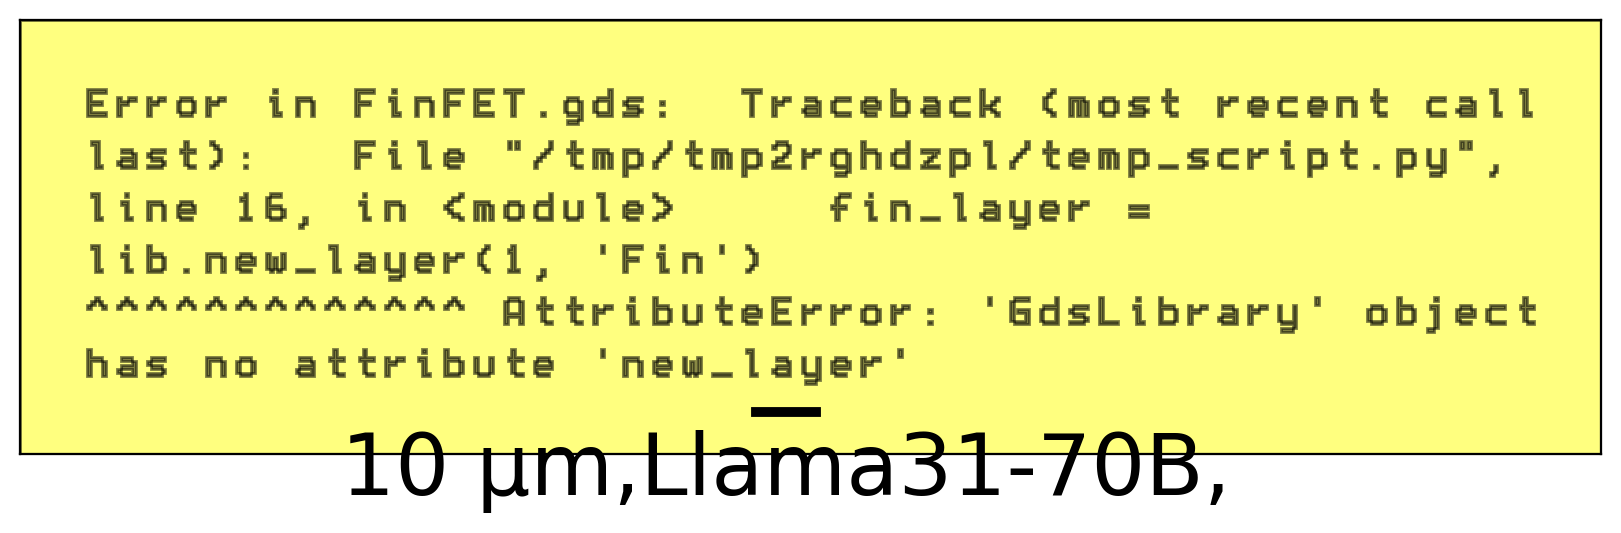 Error in FinFET.gds:  Traceback (most recent call
last):   File "/tmp/tmp2rghdzpl/temp_script.py",
line 16, in <module>     fin_layer =
lib.new_layer(1, 'Fin')
^^^^^^^^^^^^^ AttributeError: 'GdsLibrary' object
has no attribute 'new_layer'
10 µm,Llama31-70B,